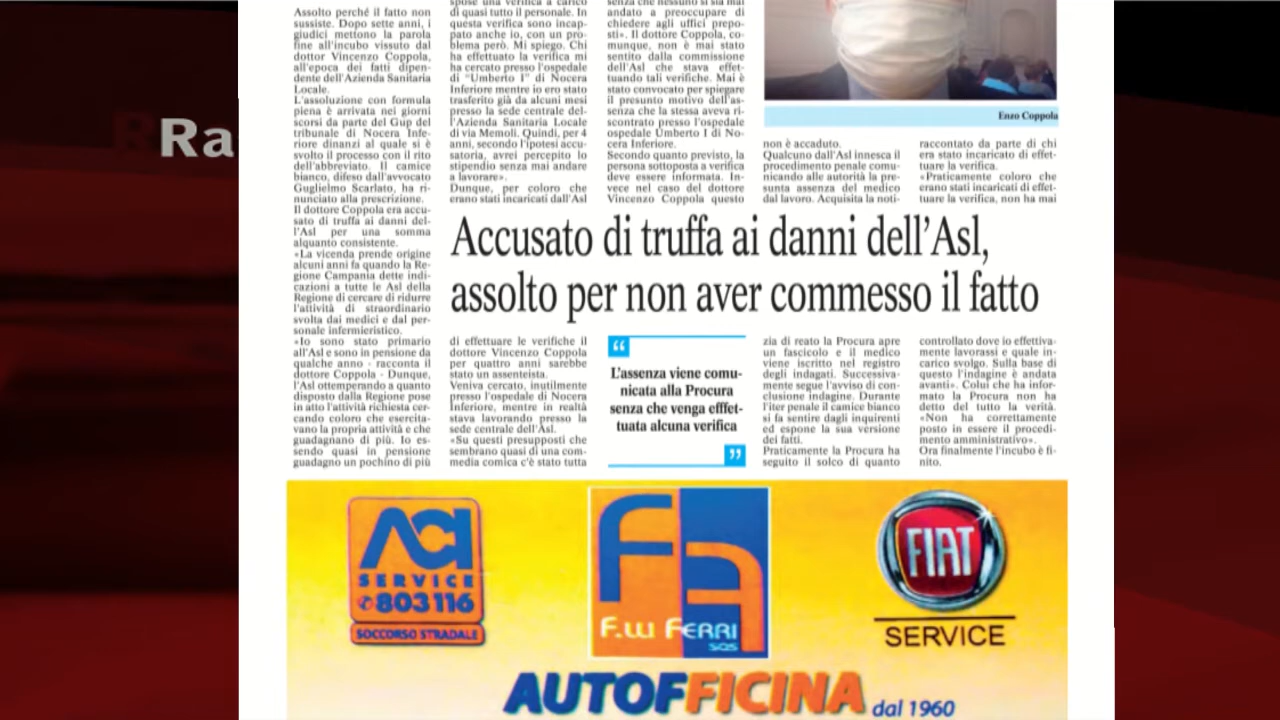 Ra
Assolto perché il fatto non
sussiste. Dopo sette anni, i
giudici mettono la parola
fine all'incubo vissuto dal
dottor Vincenzo Coppola,
all'epoca dei fatti dipen-
dente dell'Azienda Sanitaria
Locale.
L'assoluzione con formula
piena è arrivata nei giorni
scorsi da parte del Gup del
tribunale di Nocera Infe-
riore dinanzi al quale si è
svolto il processo con il rito
dell'abbreviato. Il camice
bianco, difeso dall'avvocato
Guglielmo Scarlato, ha ri-
nunciato alla prescrizione.
Il dottore Coppola era accu-
sato di truffa ai danni del-
l'Asl per una somma
alquanto consistente.
«La vicenda prende origine
alcuni anni fa quando la Re-
gione Campania dette indi-
cazioni a tutte le Asl della
Regione di cercare di ridurre
l'attività di straordinario
svolta dai medici e dal per-
sonale infermieristico.
«Io sono stato primario
all'Asl e sono in pensione da
qualche anno - racconta il
dottore Coppola - Dunque,
l'Asl ottemperando a quanto
disposto dalla Regione pose
in atto l'attività richiesta cer-
cando coloro che esercita-
vano la propria attività e che
guadagnano di più. Io es-
sendo quasi in pensione
guadagno un pochino di più
spose una verifica a carico
di quasi tutto il personale. In
questa verifica sono incap-
pato anche io, con un pro-
blema però. Mi spiego. Chi
ha effettuato la verifica mi
ha cercato presso l'ospedale
di "Umberto I" di Nocera
Inferiore mentre io ero stato
trasferito già da alcuni mesi
presso la sede centrale del-
l'Azienda Sanitaria Locale
di via Memoli. Quindi, per 4
anni, secondo l'ipotesi accu-
satoria, avrei percepito lo
stipendio senza mai andare
a lavorare».
Dunque, per coloro che
erano stati incaricati dall'Asl
senza che nessuno si sia mai
andato a preoccupare di
chiedere agli uffici prepo-
sti». Il dottore Coppola, co-
munque, non è mai stato
sentito dalla commissione
dell'Asl che stava effet-
tuando tali verifiche. Mai è
stato convocato per spiegare
il presunto motivo dell'as-
senza che la stessa aveva ri-
scontrato presso l'ospedale
ospedale Umberto I di No-
cera Inferiore.
Secondo quanto previsto, la
persona sottoposta a verifica
deve essere informata. In-
vece nel caso del dottore
Vincenzo Coppola questo
Enzo Coppola
non è accaduto.
Qualcuno dall'Asl innesca il
procedimento penale comu-
nicando alle autorità la pre-
sunta assenza del medico
dal lavoro. Acquisita la noti-
raccontato da parte di chi
era stato incaricato di effet-
tuare la verifica.
«Praticamente coloro che
erano stati incaricati di effet-
tuare la verifica, non ha mai
Accusato di truffa ai danni dell'Asl,
assolto per non aver commesso il fatto
di effettuare le verifiche il
dottore Vincenzo Coppola
per quattro anni sarebbe
stato un assenteista.
Veniva cercato, inutilmente
presso l'ospedale di Nocera
Inferiore, mentre in realtà
stava lavorando presso la
sede centrale dell'Asl.
«Su questi presupposti che
sembrano quasi di una com-
media comica c'è stato tutta
“
L'assenza viene comu-
nicata alla Procura
senza che venga efffet-
tuata alcuna verifica
”
zia di reato la Procura apre
un fascicolo e il medico
viene iscritto nel registro
degli indagati. Successiva-
mente segue l'avviso di con-
clusione indagine. Durante
l'iter penale il camice bianco
si fa sentire dagli inquirenti
ed espone la sua versione
dei fatti.
Praticamente la Procura ha
seguito il solco di quanto
controllato dove io effettiva-
mente lavorassi e quale in-
carico svolgo. Sulla base di
questo l'indagine è andata
avanti». Colui che ha infor-
mato la Procura non ha
detto del tutto la verità.
«Non ha correttamente
posto in essere il procedi-
mento amministrativo».
Ora finalmente l'incubo è fi-
nito.
ACI
SERVICE
803116
SOCCORSO STRADALE
FA
F.lli FERRI
sas
FIAT
SERVICE
AUTOFFICINA dal 1960